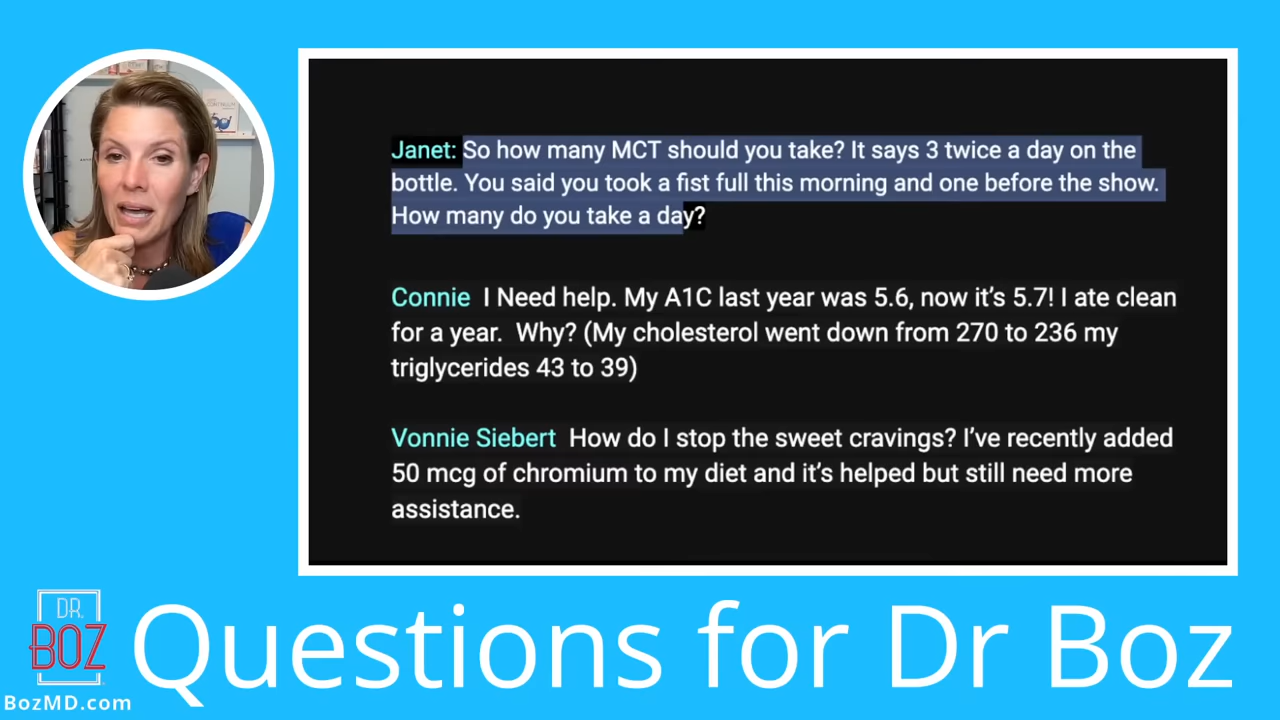 Janet: So how many MCT should you take? It says 3 twice a day on the
bottle. You said you took a fist full this morning and one before the show.
How many do you take a day?
Connie I Need help. My A1C last year was 5.6, now it’s 5.7! I ate clean
for a year. Why? (My cholesterol went down from 270 to 236 my
triglycerides 43 to 39)
Vonnie Siebert How do I stop the sweet cravings? I’ve recently added
50 mcg of chromium to my diet and it’s helped but still need more
assistance.
DR.
BOZ
Questions for Dr Boz
BozMD.com